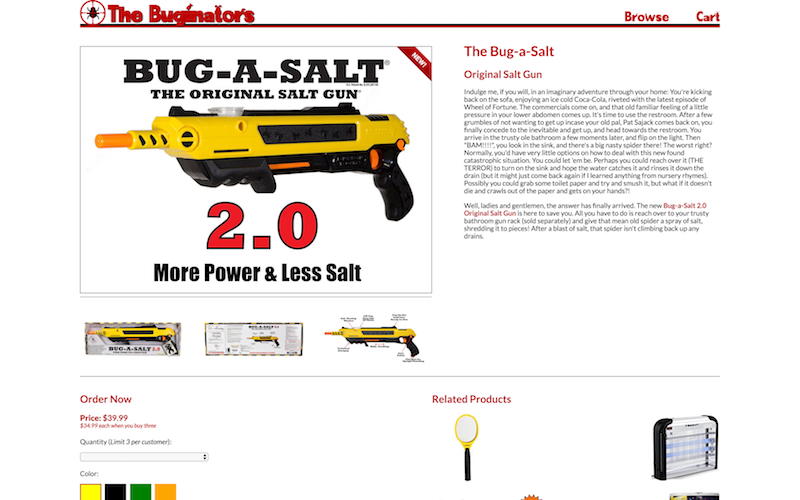 The Buginators
Browse
Cart
NEW!
BUG-A-SALT®
THE ORIGINAL SALT GUN
2.0
More Power & Less Salt
The Bug-a-Salt
Original Salt Gun
Indulge me, if you will, in an imaginary adventure through your home: You're kicking
back on the sofa, enjoying an ice cold Coca-Cola, riveted with the latest episode of
Wheel of Fortune. The commercials come on, and that old familiar feeling of a little
pressure in your lower abdomen comes up. It's time to use the restroom. After a few
grumbles of not wanting to get up incase your old pal, Pat Sajack comes back on, you
finally concede to the inevitable and get up, and head towards the restroom. You
arrive in the trusty ole bathroom a few meters later, and flip on the light. Then
"BAM!!!!", you look in the sink, and there's a big nasty spider there! The worst right?
Normally, you'd have very little options on how to deal with this new found
catastrophic situation. You could let 'em be. Perhaps you could reach over it (THE
TERROR) to turn on the sink and hope the water catches it and rinses it down the
drain (but it might just come back again if I learned anything from nursery rhymes).
Possibly you could grab some toilet paper and try and smush it, but what if it doesn't
die and crawls out of the paper and gets on your hands?!
Well, ladies and gentlemen, the answer has finally arrived. The new Bug-a-Salt 2.0
Original Salt Gun is here to save you. All you have to do is reach over to your trusty
bathroom gun rack (sold separately) and give that mean old spider a spray of salt,
shredding it to pieces! After a blast of salt, that spider isn't climbing back up any
drains.
BUG-A-SALT 2.0
BUG-A-SALT
Order Now
Price: $39.99
$34.99 each when you buy three
Quantity (Limit 3 per customer):
Color:
Related Products